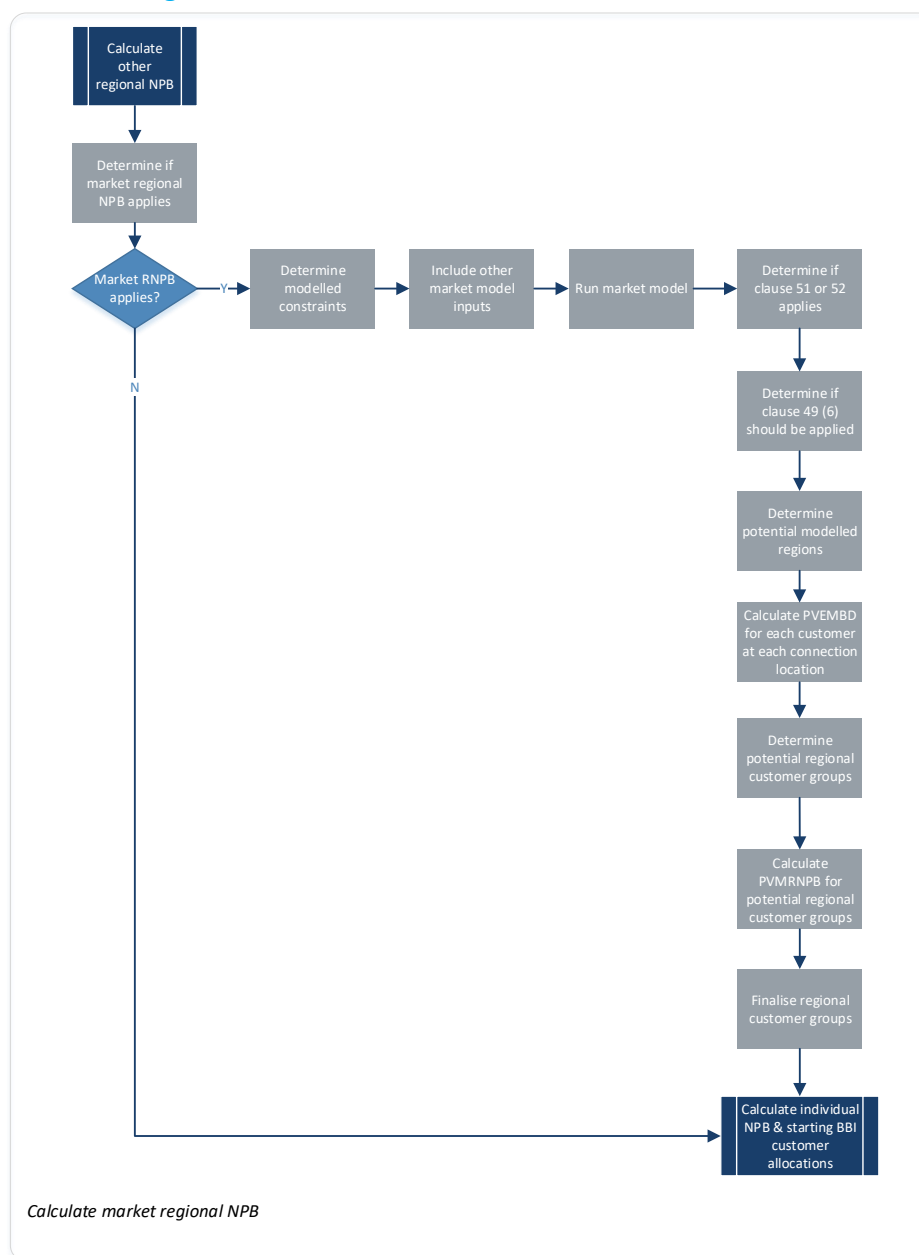 Calculate
other
regional NPB
Determine if
market regional
NPB applies
Market RNPB
applies?
Y
Determine
modelled
constraints
Include other
market model
inputs
Run market model
Determine if
clause 51 or 52
applies
N
Determine if
clause 49 (6)
should be applied
Determine
potential modelled
regions
Calculate PVEMBD
for each customer
at each connection
location
Determine
potential regional
customer groups
Calculate
PVMRNPB for
potential regional
customer groups
Finalise regional
customer groups
Calculate individual
NPB & starting BBI
customer
allocations
Calculate market regional NPB